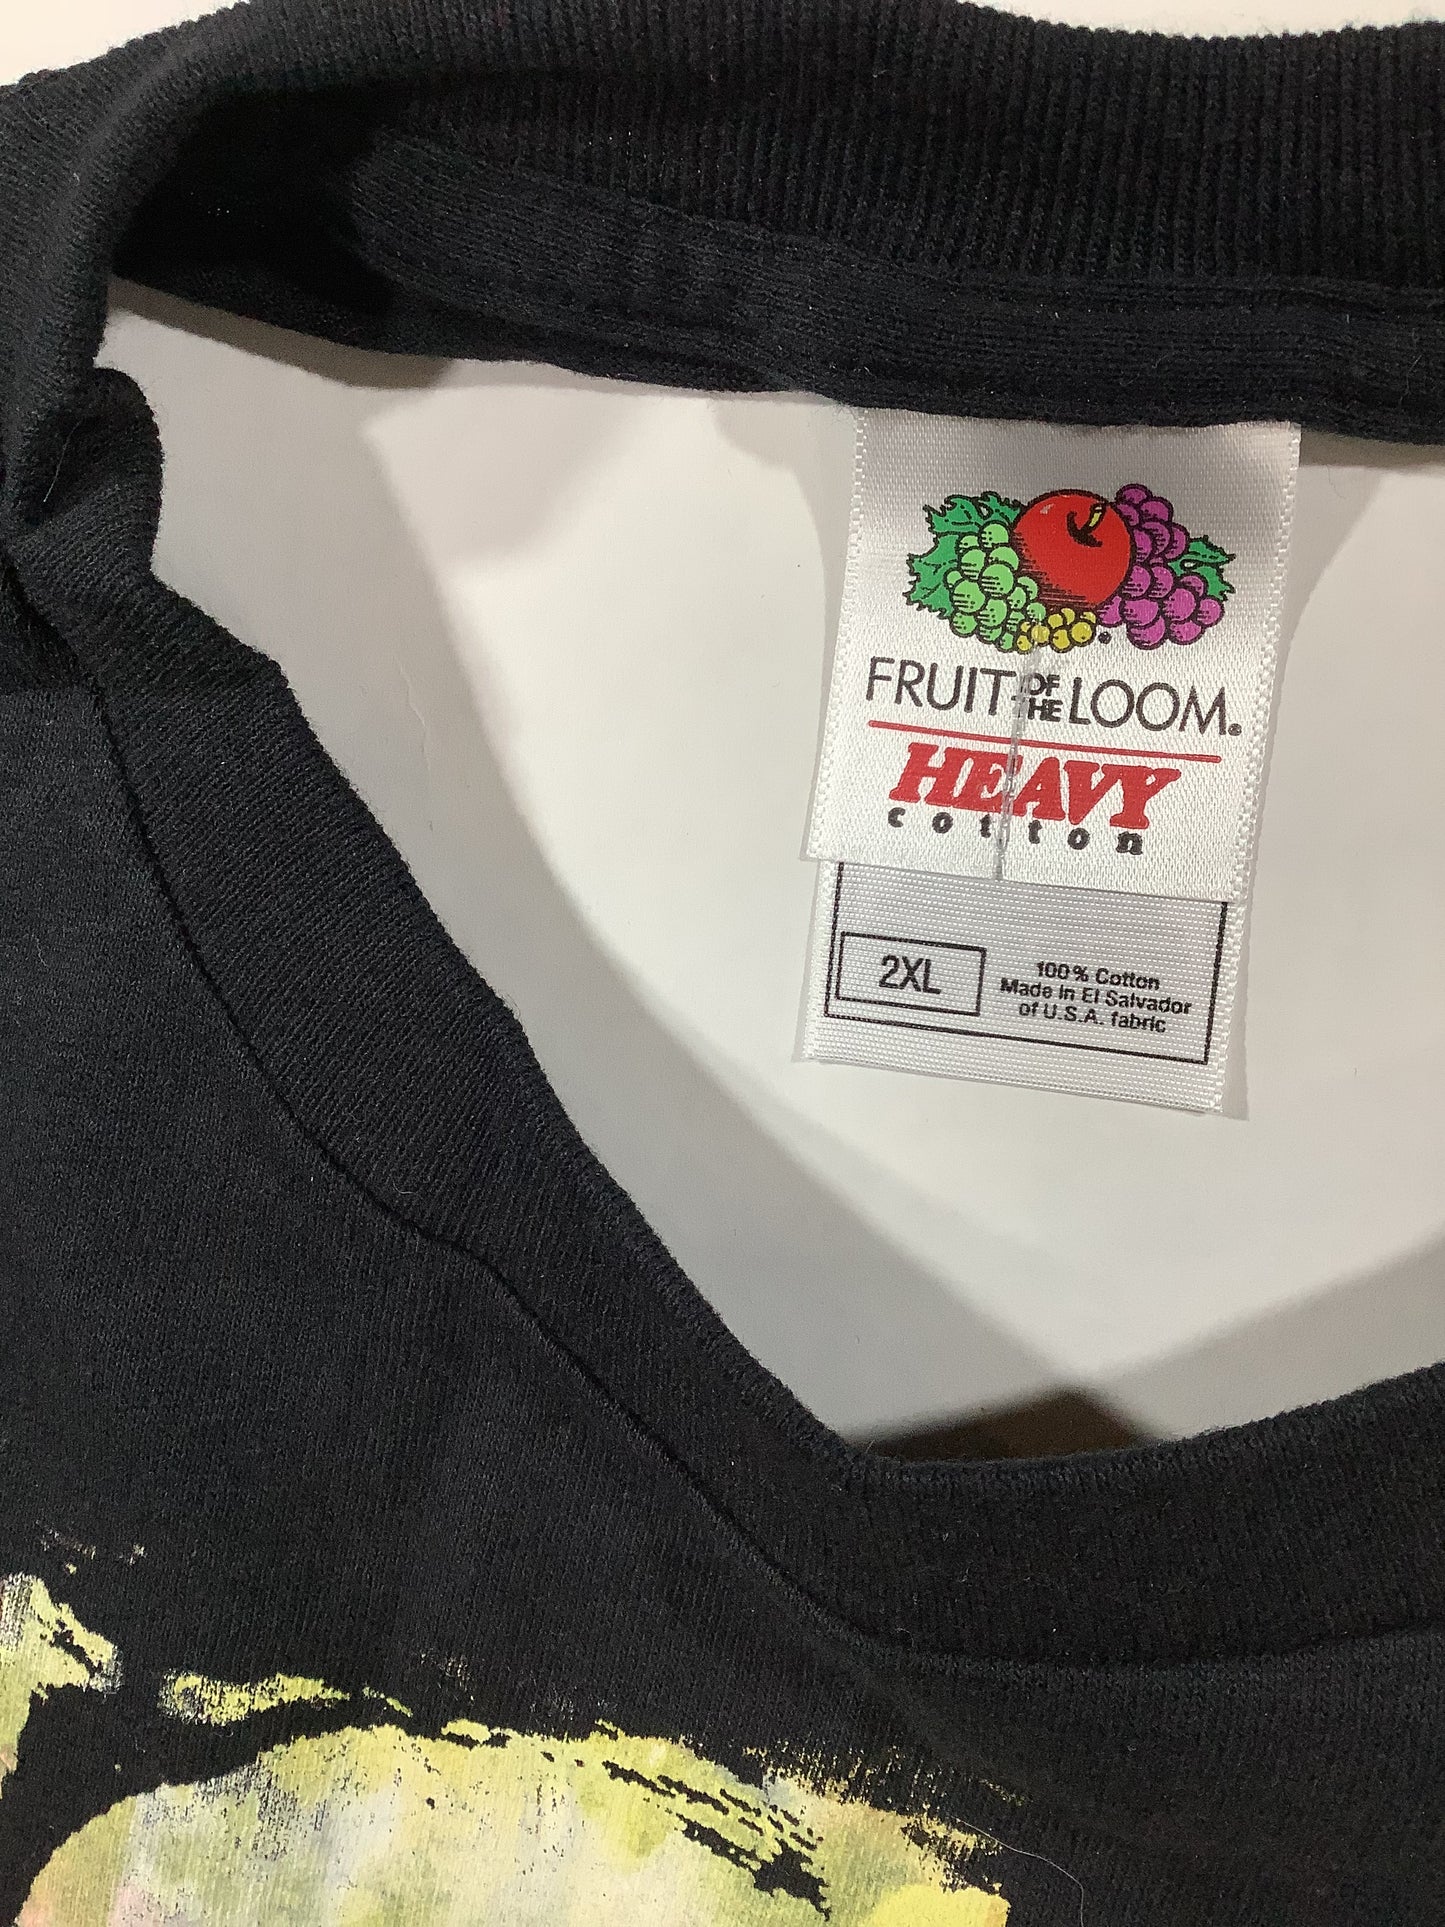 FRUIT OF THE LOOM®
HEAVY
cotton
2XL
100% Cotton
Made in El Salvador
of U.S.A. fabric